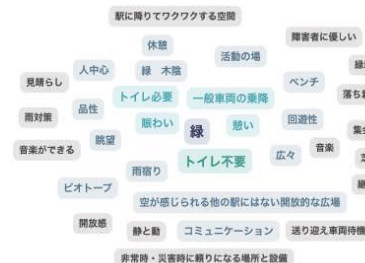 駅に降りてワクワクする空間
休憩
活動の場
障害者に優しい
人中心
緑 木陰
見晴らし
ベンチ
トイレ必要
一般車両の乗降
品性
雨対策
賑わい
緑
憩い
回遊性
眺望
音楽
音楽ができる
トイレ不要
広々
雨宿り
ビオトープ
空が感じられる他の駅にはない開放的な広場
開放感
静と動
コミュニケーション
送り迎え車両待機
非常時・災害時に頼りになる場所と設備